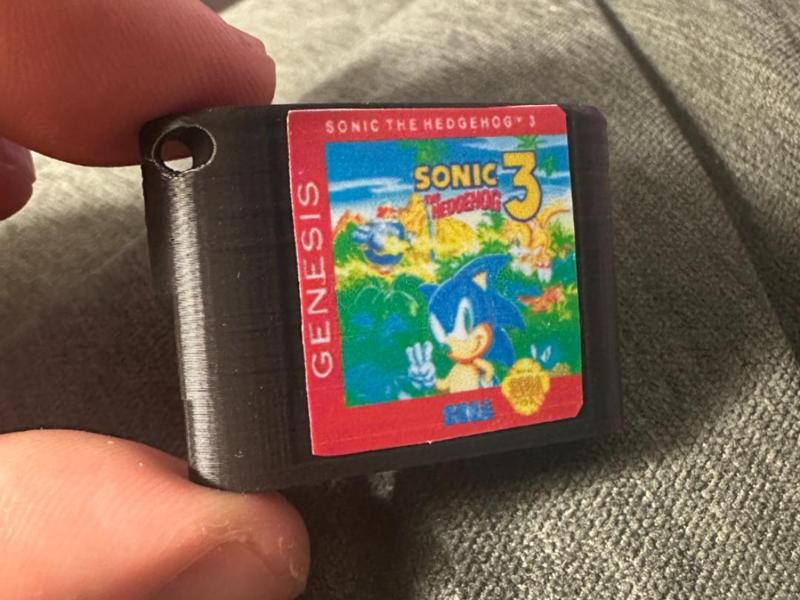 SONIC THE HEDGEHOG™ 3
GENESIS
SONIC
THE
HEDGEHOG
3
SEGA